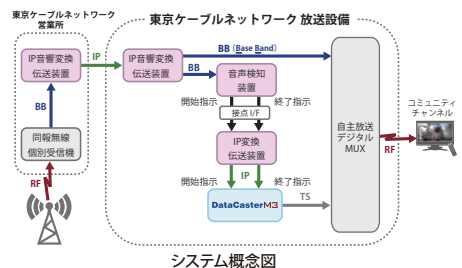 東京ケーブルネットワーク
営業所
IP音響変換
伝送装置
BB
同報無線
個別受信機
RF
IP
東京ケーブルネットワーク 放送設備
IP音響変換
伝送装置
BB (Base Band)
BB
音声検知
装置
開始指示
終了指示
接点 I/F
IP変換
伝送装置
開始指示
IP
終了指示
DataCasterM3
TS
自主放送
デジタル
MUX
RF
コミュニティ
チャンネル
システム概念図